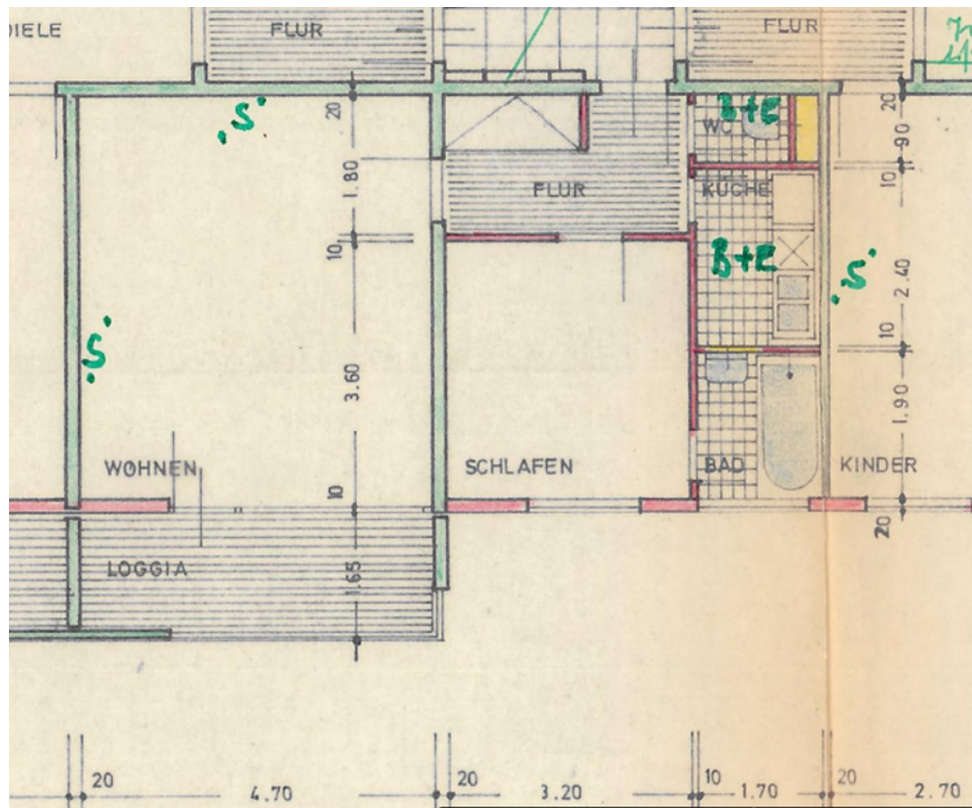 DIELE
FLUR
FLUR
20
.S.
1.80
10
3.60
10
1.65
.S.
WOHNEN
LOGGIA
FLUR
SCHLAFEN
WC
B+E
KÜCHE
B+E
BAD
KINDER
.S.
20
90
10
2.40
10
1.90
20
20
4.70
20
3.20
10
1.70
20
2.70